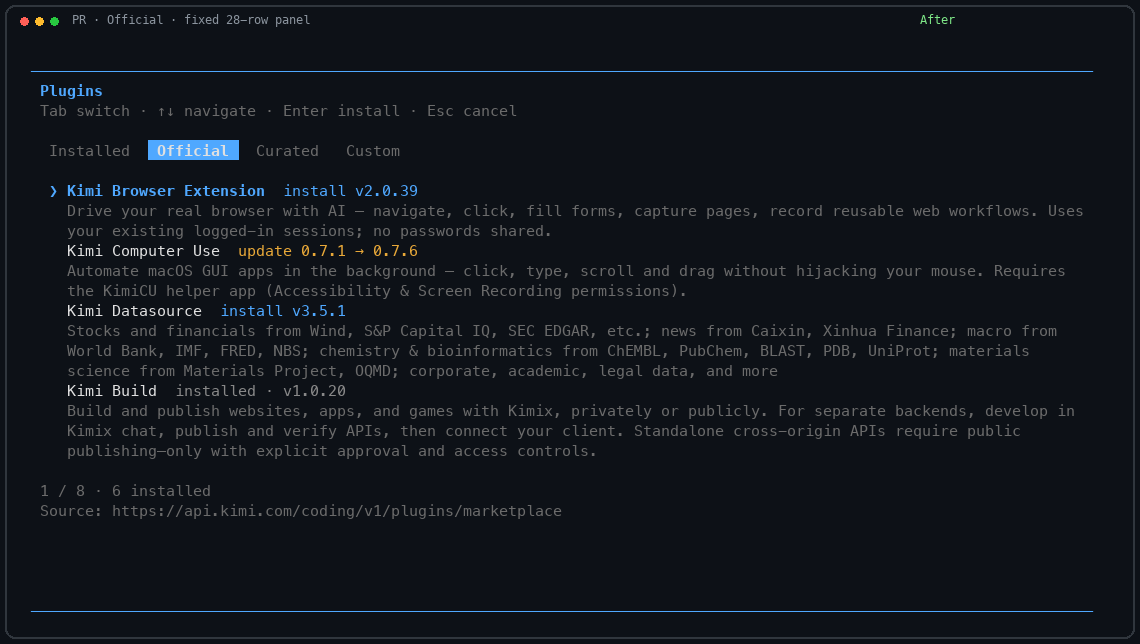 PR · Official · fixed 28–row panel
After
Plugins
Tab switch · ↑↓ navigate · Enter install · Esc cancel
Installed Official Curated Custom
❯ Kimi Browser Extension install v2.0.39
Drive your real browser with AI — navigate, click, fill forms, capture pages, record reusable web workflows. Uses
your existing logged–in sessions; no passwords shared.
Kimi Computer Use update 0.7.1 → 0.7.6
Automate macOS GUI apps in the background — click, type, scroll and drag without hijacking your mouse. Requires
the KimiCU helper app (Accessibility & Screen Recording permissions).
Kimi Datasource install v3.5.1
Stocks and financials from Wind, S&P Capital IQ, SEC EDGAR, etc.; news from Caixin, Xinhua Finance; macro from
World Bank, IMF, FRED, NBS; chemistry & bioinformatics from ChEMBL, PubChem, BLAST, PDB, UniProt; materials
science from Materials Project, OQMD; corporate, academic, legal data, and more
Kimi Build installed · v1.0.20
Build and publish websites, apps, and games with Kimix, privately or publicly. For separate backends, develop in
Kimix chat, publish and verify APIs, then connect your client. Standalone cross–origin APIs require public
publishing—only with explicit approval and access controls.
1 / 8 · 6 installed
Source: https://api.kimi.com/coding/v1/plugins/marketplace